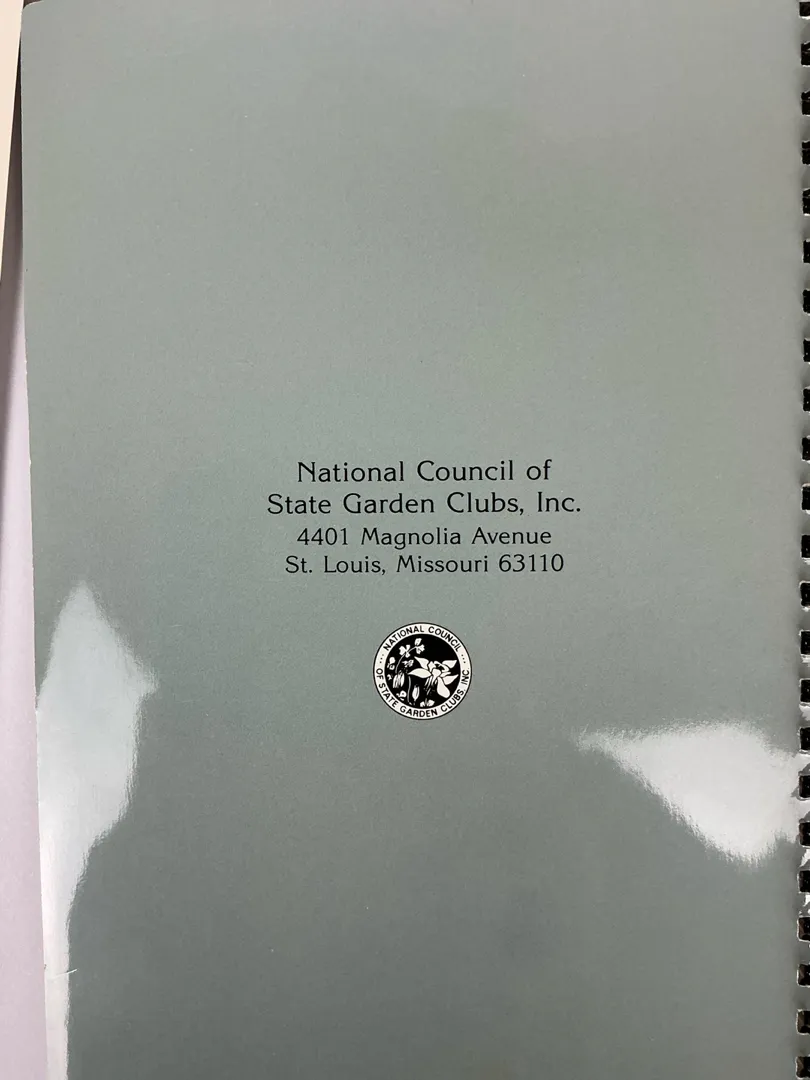 National Council of
State Garden Clubs, Inc.
4401 Magnolia Avenue
St. Louis, Missouri 63110
NATIONAL COUNCIL
OF STATE GARDEN CLUBS, INC